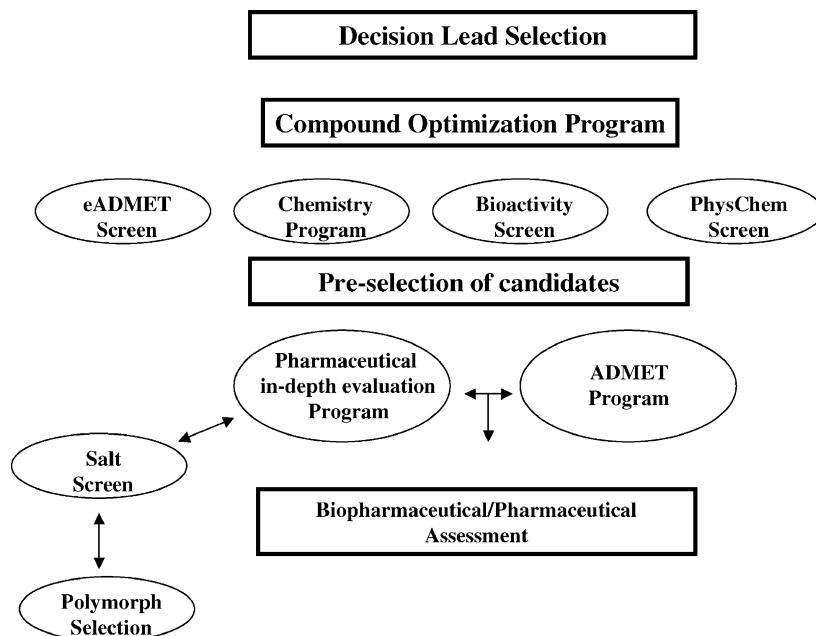 Decision Lead Selection
Compound Optimization Program
eADMET
Screen
Chemistry
Program
Bioactivity
Screen
PhysChem
Screen
Pre-selection of candidates
Pharmaceutical
in-depth evaluation
Program
ADMET
Program
Salt
Screen
Biopharmaceutical/Pharmaceutical
Assessment
Polymorph
Selection